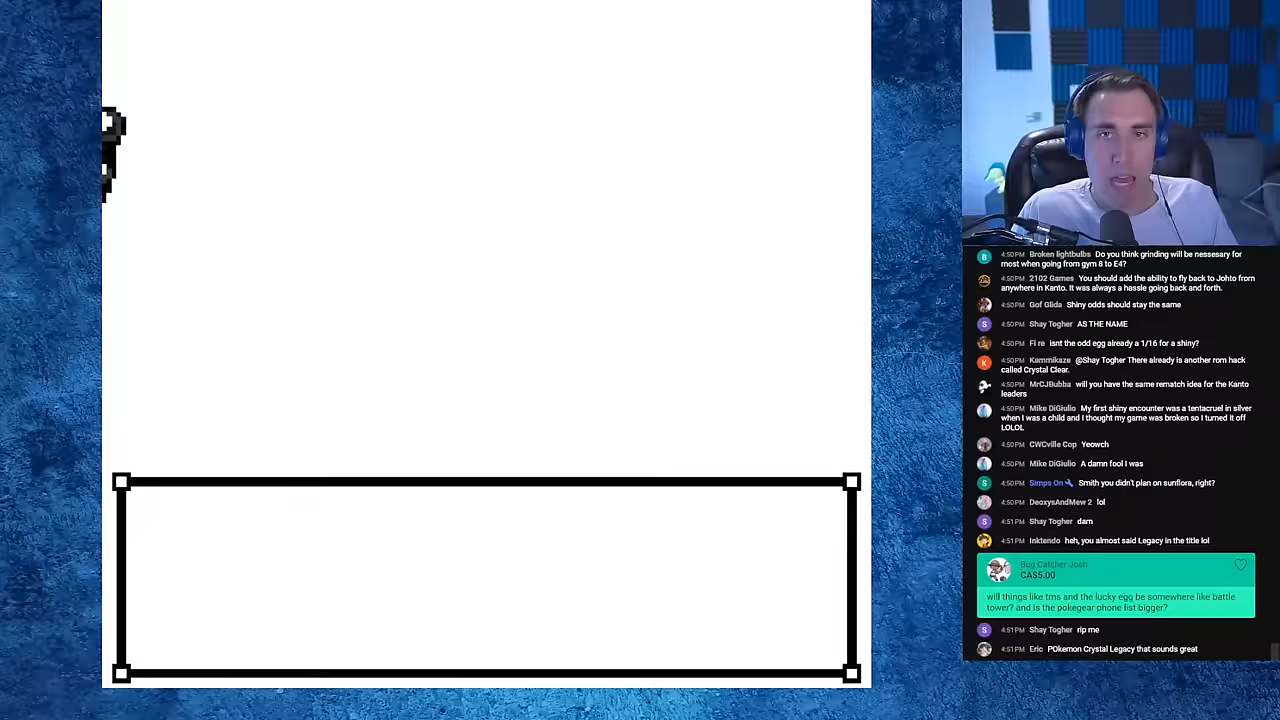 4:50PM Broken lightbulbs Do you think grinding will be nessesary for
most when going from gym 8 to E4?
4:50PM 2102 Games You should add the ability to fly back to Johto from
anywhere in Kanto. It was always a hassle going back and forth.
4:50PM Gof Glida Shiny odds should stay the same
4:50PM Shay Togher AS THE NAME
4:50PM Fl re isnt the odd egg already a 1/16 for a shiny?
4:50PM Kammikaze @Shay Togher There already is another rom hack
called Crystal Clear.
4:50PM MrCJBubba will you have the same rematch idea for the Kanto
leaders
4:50PM Mike DiGiulio My first shiny encounter was a tentacruel in silver
when I was a child and I thought my game was broken so I turned it off
LOLOL
4:50PM CWCville Cop Yeowch
4:50PM Mike DiGiulio A damn fool I was
4:50PM Simps On Smith you didn't plan on sunflora, right?
4:50PM DeoxysAndMew 2 lol
4:51PM Shay Togher dam
4:51PM Inktendo heh, you almost said Legacy in the title lol
Bug Catcher Josh
CA$5.00
will things like tms and the lucky egg be somewhere like battle
tower? and is the pokegear phone list bigger?
4:51PM Shay Togher rip me
4:51PM Eric POkemon Crystal Legacy that sounds great